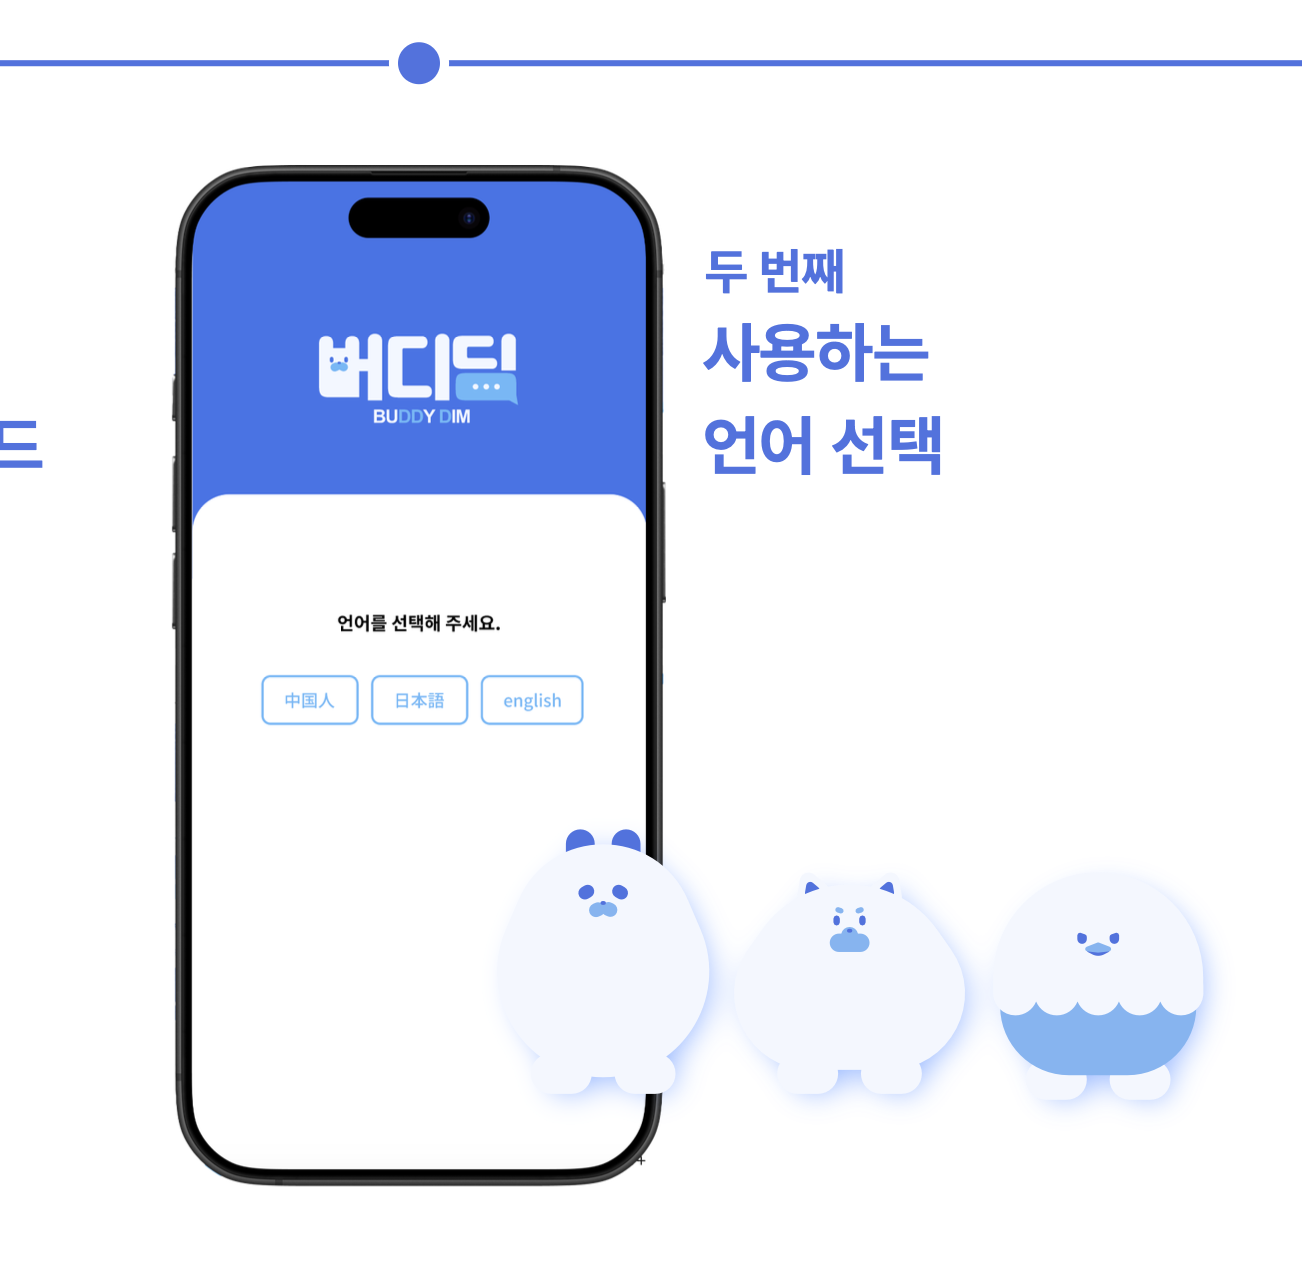 버디딤
BUDDY DIM
언어를 선택해 주세요.
中国人
日本語
english
두 번째
사용하는
언어 선택
드